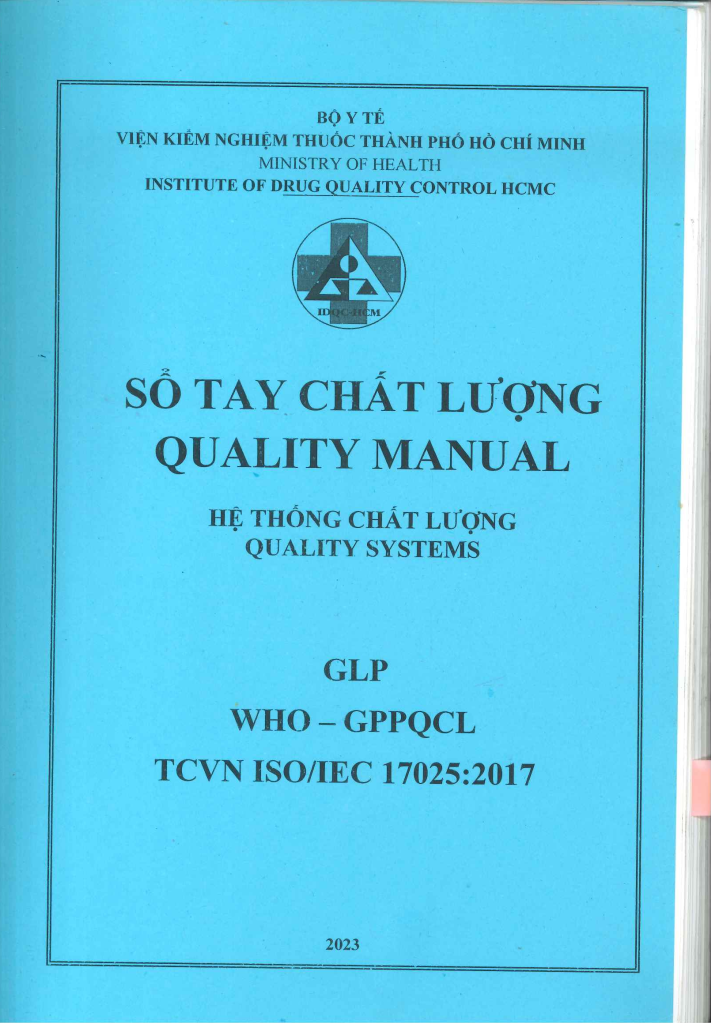 BỘ Y TẾ
VIỆN KIỂM NGHIỆM THUỐC THÀNH PHỐ HỒ CHÍ MINH
MINISTRY OF HEALTH
INSTITUTE OF DRUG QUALITY CONTROL HCMC
IDQC-HCM
SỔ TAY CHẤT LƯỢNG
QUALITY MANUAL
HỆ THỐNG CHẤT LƯỢNG
QUALITY SYSTEMS
GLP
WHO – GPPQCL
TCVN ISO/IEC 17025:2017
2023